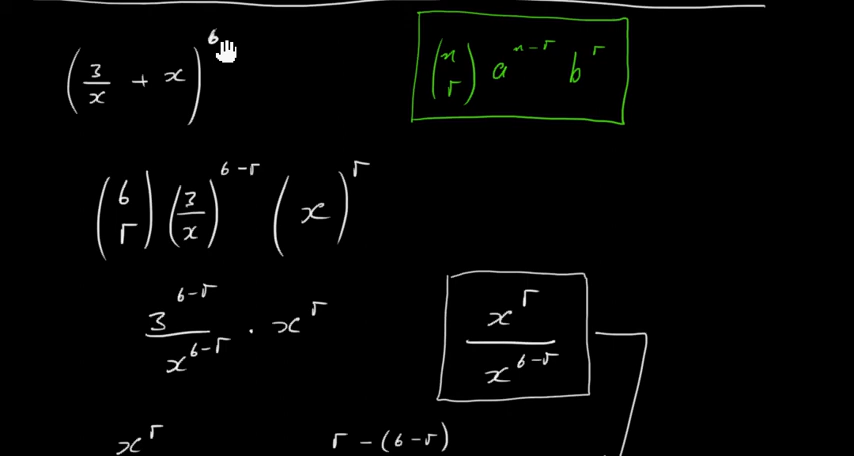 (3/x + x)^6
(n r) a^(n-r) b^r
(6 r) (3/x)^(6-r) (x)^r
3^(6-r)/x^(6-r) · x^r
x^r/x^(6-r)
x^r
r - (6-r)